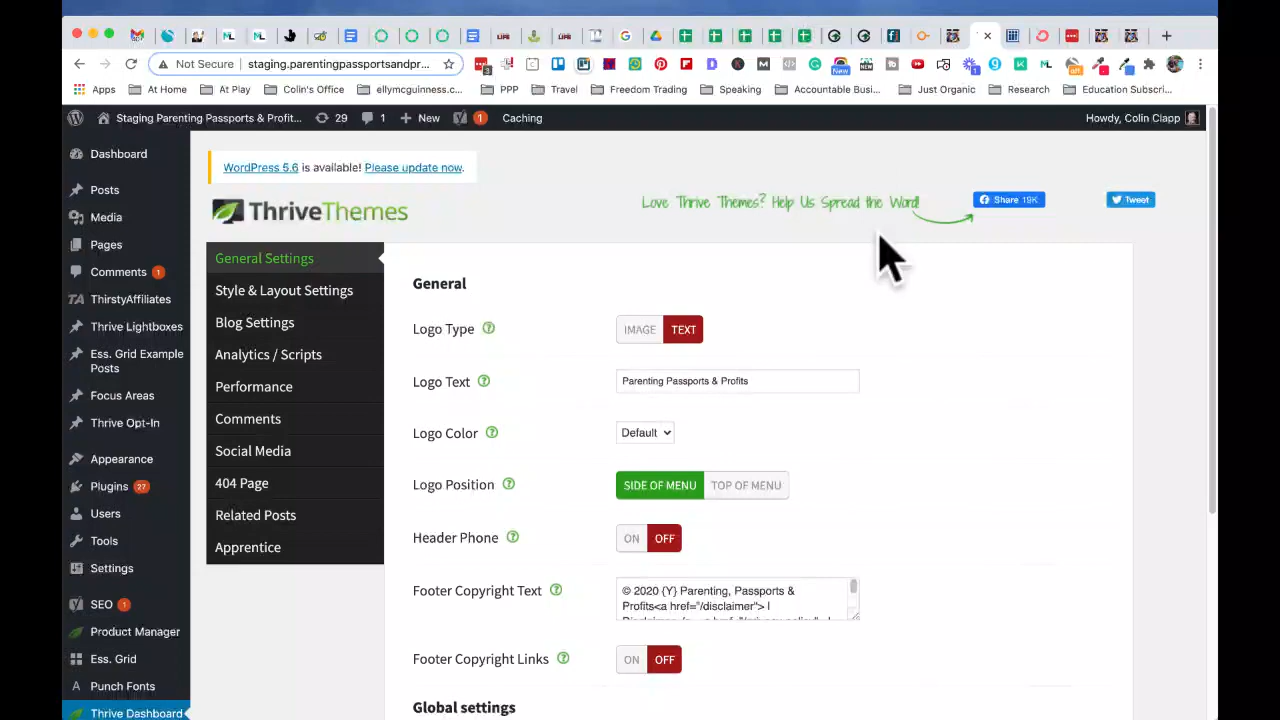 Not Secure
staging.parentingpassportsandpr...
Apps
At Home
At Play
Colin's Office
ellymcguinness.c...
PPP
Travel
Freedom Trading
Speaking
Accountable Busi...
Just Organic
Research
Education Subscri...
Staging Parenting Passports & Profit...
29
1
New
1
Caching
Howdy, Colin Clapp
Dashboard
Posts
Media
Pages
Comments 1
ThirstyAffiliates
Thrive Lightboxes
Ess. Grid Example
Posts
Focus Areas
Thrive Opt-In
Appearance
Plugins 27
Users
Tools
Settings
SEO 1
Product Manager
Ess. Grid
Punch Fonts
Thrive Dashboard
WordPress 5.6 is available! Please update now.
ThriveThemes
Love Thrive Themes? Help Us Spread the Word!
Share 19K
Tweet
General Settings
Style & Layout Settings
Blog Settings
Analytics / Scripts
Performance
Comments
Social Media
404 Page
Related Posts
Apprentice
General
Logo Type
IMAGE TEXT
Logo Text
Parenting Passports & Profits
Logo Color
Default
Logo Position
SIDE OF MENU TOP OF MENU
Header Phone
ON OFF
Footer Copyright Text
© 2020 {Y} Parenting, Passports &
Profits<a href="/disclaimer"> |
Footer Copyright Links
ON OFF
Global settings